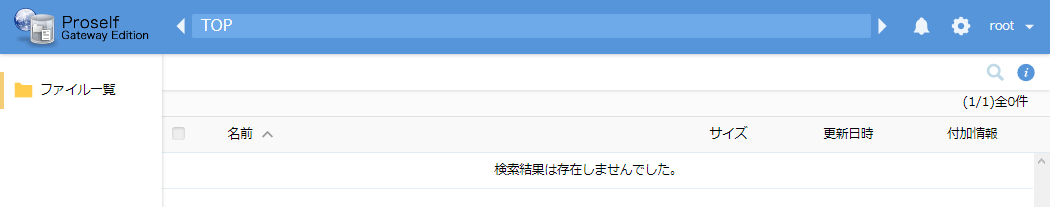 Proself
Gateway Edition
TOP
root
ファイル一覧
(1/1)全0件
名前 サイズ 更新日時 付加情報
検索結果は存在しませんでした。